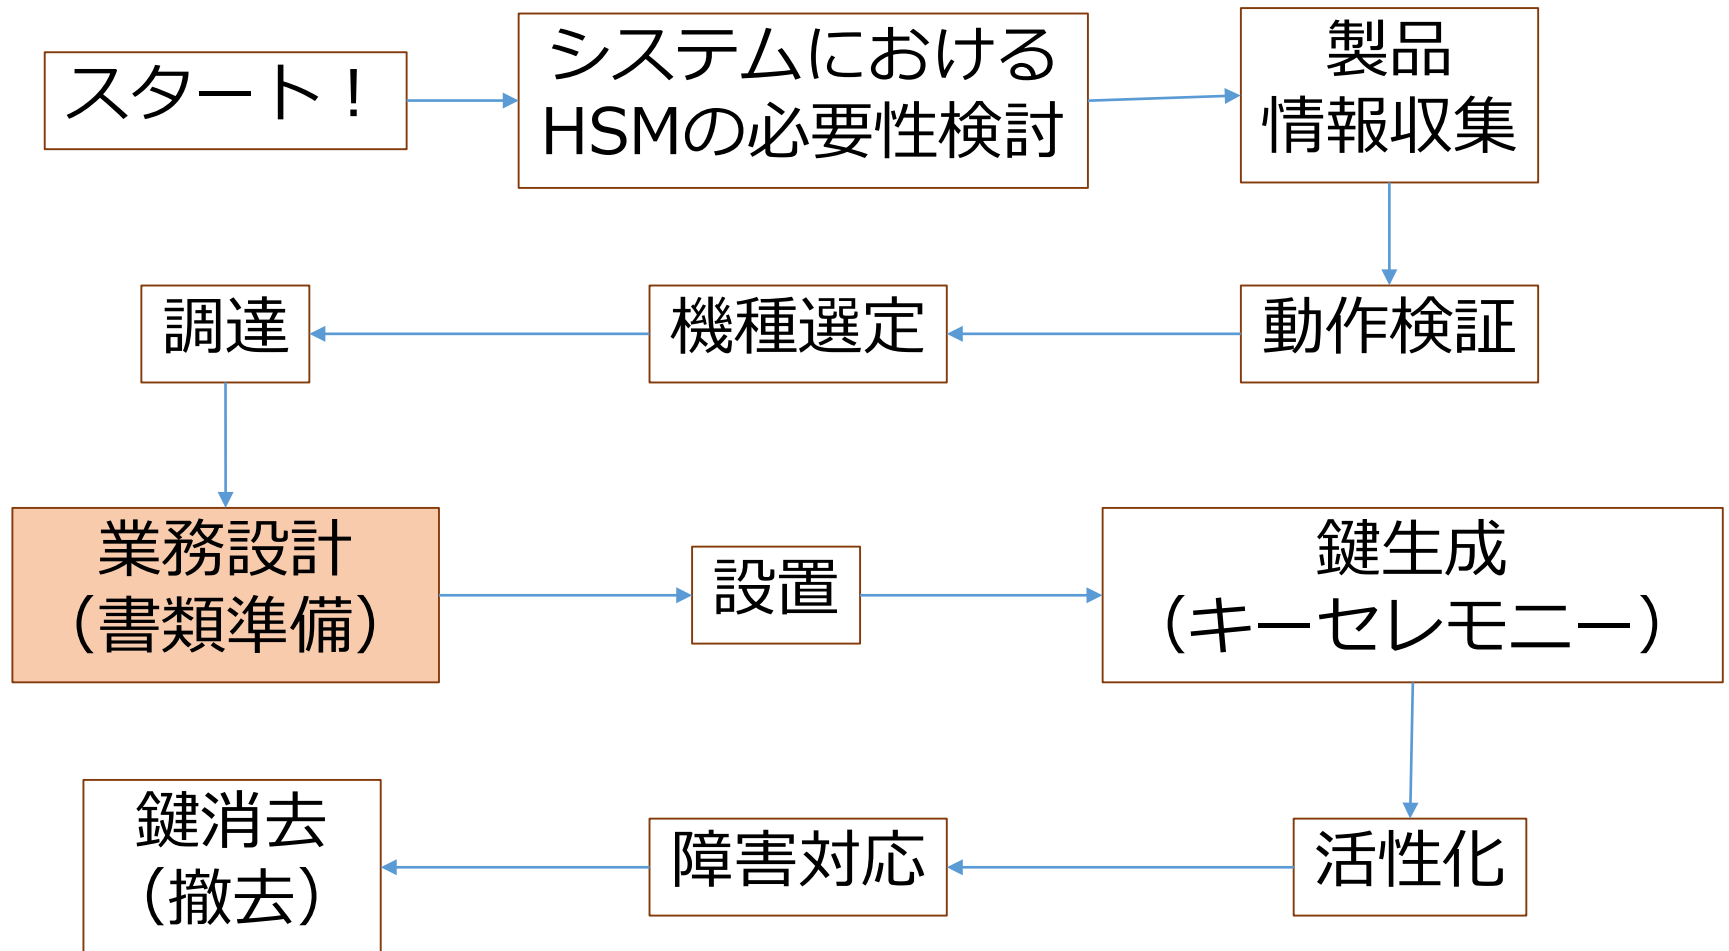 スタート！
システムにおける
HSMの必要性検討
製品
情報収集
動作検証
機種選定
調達
業務設計
（書類準備）
設置
鍵生成
（キーセレモニー）
活性化
障害対応
鍵消去
（撤去）